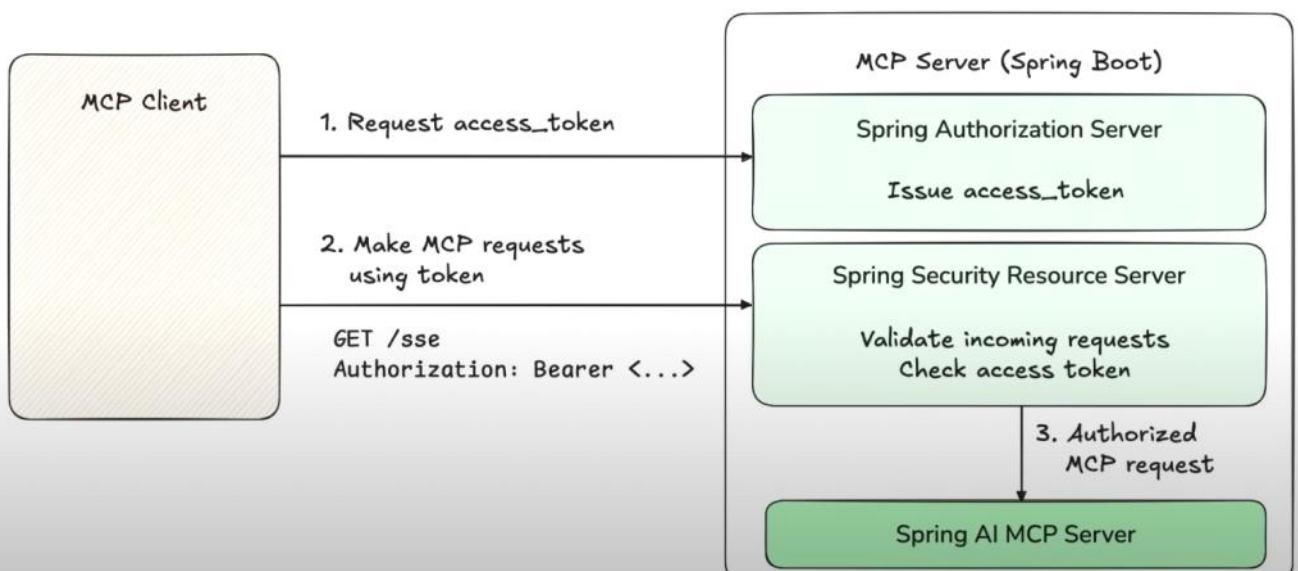 MCP Client
1. Request access_token
2. Make MCP requests
using token
GET /sse
Authorization: Bearer <...>
MCP Server (Spring Boot)
Spring Authorization Server
Issue access_token
Spring Security Resource Server
Validate incoming requests
Check access token
3. Authorized
MCP request
Spring AI MCP Server